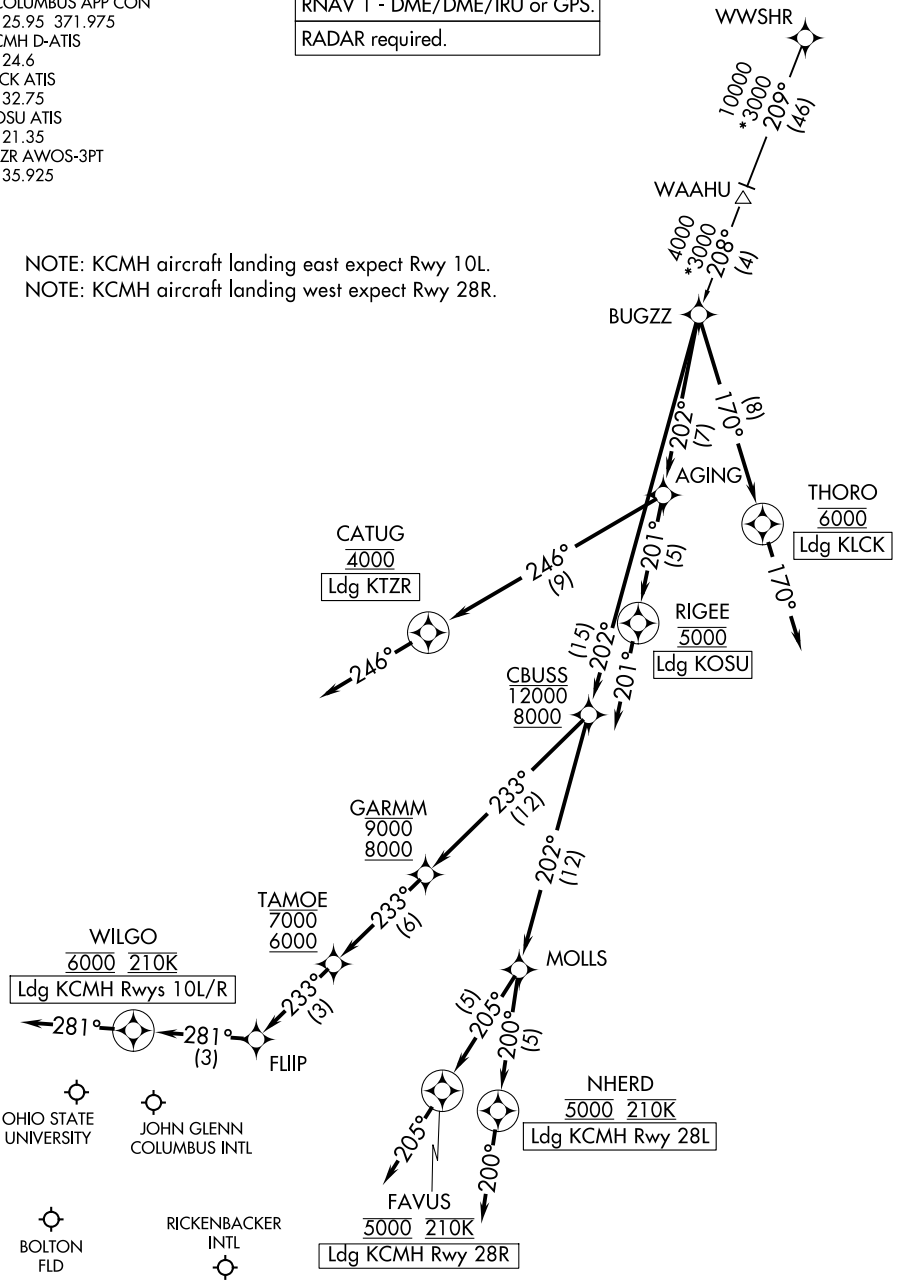 COLUMBUS APP CON
25.95 371.975
CMH D-ATIS
24.6
CK ATIS
32.75
OSU ATIS
21.35
ZR AWOS-3PT
35.925
RNAV 1 - DME/DME/IRU or GPS.
RADAR required.
NOTE: KCMH aircraft landing east expect Rwy 10L.
NOTE: KCMH aircraft landing west expect Rwy 28R.
WWSHR
10000
*3000
209°
(46)
WAAHU
4000
*3000
208°
(4)
BUGZZ
202°
(7)
170°
(8)
AGING
THORO
6000
Ldg KLCK
170°
CATUG
4000
Ldg KTZR
246°
(9)
246°
201°
(5)
RIGEE
5000
Ldg KOSU
201°
(15)
202°
CBUSS
12000
8000
233°
(12)
202°
(12)
GARMM
9000
8000
233°
(6)
TAMOE
7000
6000
233°
(3)
WILGO
6000 210K
Ldg KCMH Rwys 10L/R
281°
281°
(3)
FLIIP
MOLLS
(5)
205°
200°
(5)
NHERD
5000 210K
Ldg KCMH Rwy 28L
205°
200°
FAVUS
5000 210K
Ldg KCMH Rwy 28R
OHIO STATE
UNIVERSITY
JOHN GLENN
COLUMBUS INTL
BOLTON
FLD
RICKENBACKER
INTL